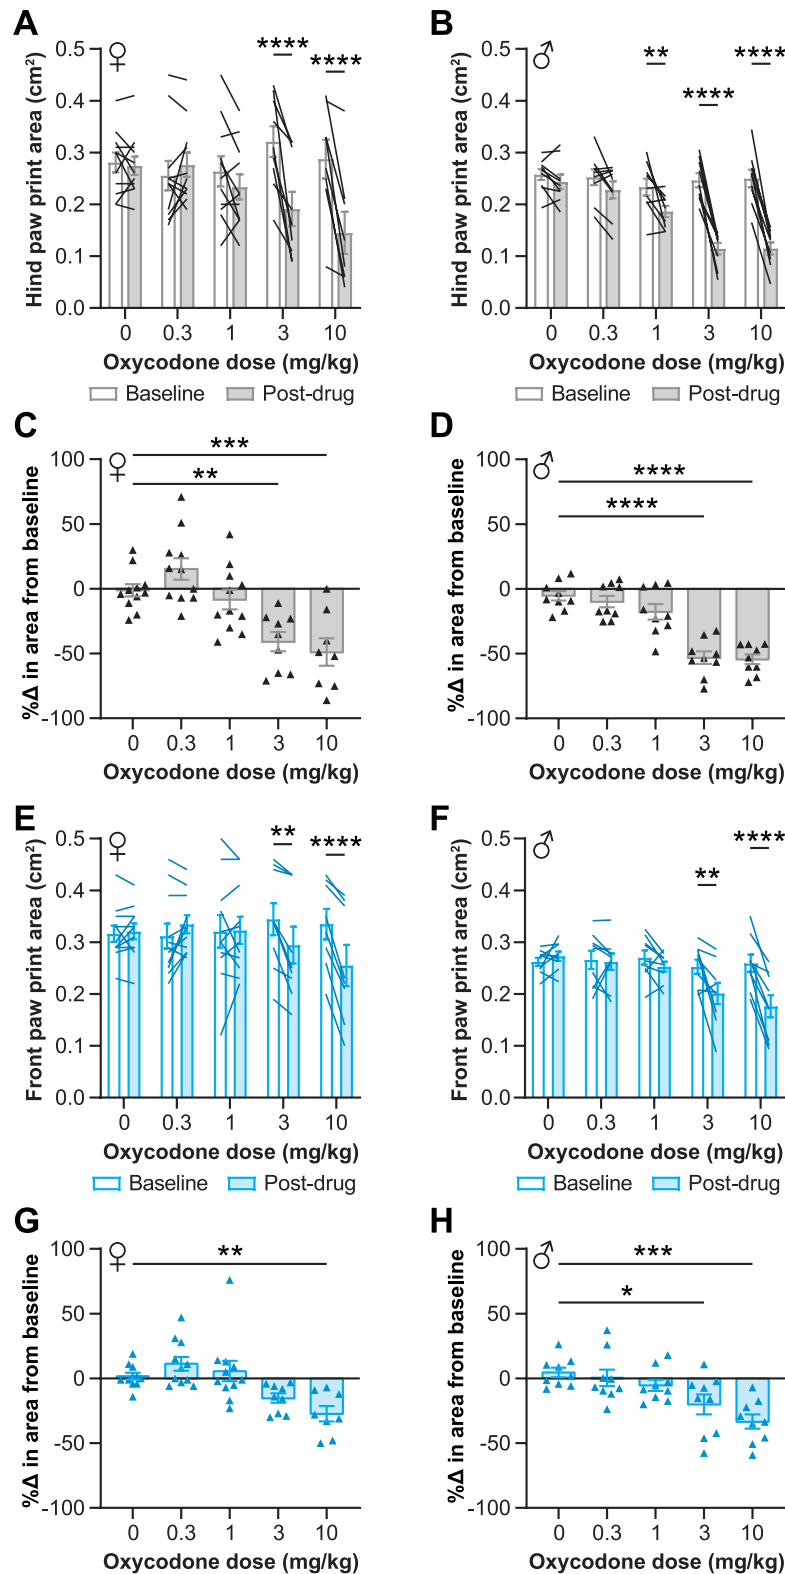 A
♀
****
****
Hind paw print area (cm²)
0.5
0.4
0.3
0.2
0.1
0.0
0 0.3 1 3 10
Oxycodone dose (mg/kg)
Baseline Post-drug
B
♂
**
****
****
Hind paw print area (cm²)
0.5
0.4
0.3
0.2
0.1
0.0
0 0.3 1 3 10
Oxycodone dose (mg/kg)
Baseline Post-drug
C
♀
***
**
%Δ in area from baseline
100
50
0
-50
-100
0 0.3 1 3 10
Oxycodone dose (mg/kg)
D
♂
****
****
%Δ in area from baseline
100
50
0
-50
-100
0 0.3 1 3 10
Oxycodone dose (mg/kg)
E
♀
**
****
Front paw print area (cm²)
0.5
0.4
0.3
0.2
0.1
0.0
0 0.3 1 3 10
Oxycodone dose (mg/kg)
Baseline Post-drug
F
♂
****
**
Front paw print area (cm²)
0.5
0.4
0.3
0.2
0.1
0.0
0 0.3 1 3 10
Oxycodone dose (mg/kg)
Baseline Post-drug
G
♀
**
%Δ in area from baseline
100
50
0
-50
-100
0 0.3 1 3 10
Oxycodone dose (mg/kg)
H
♂
***
*
%Δ in area from baseline
100
50
0
-50
-100
0 0.3 1 3 10
Oxycodone dose (mg/kg)